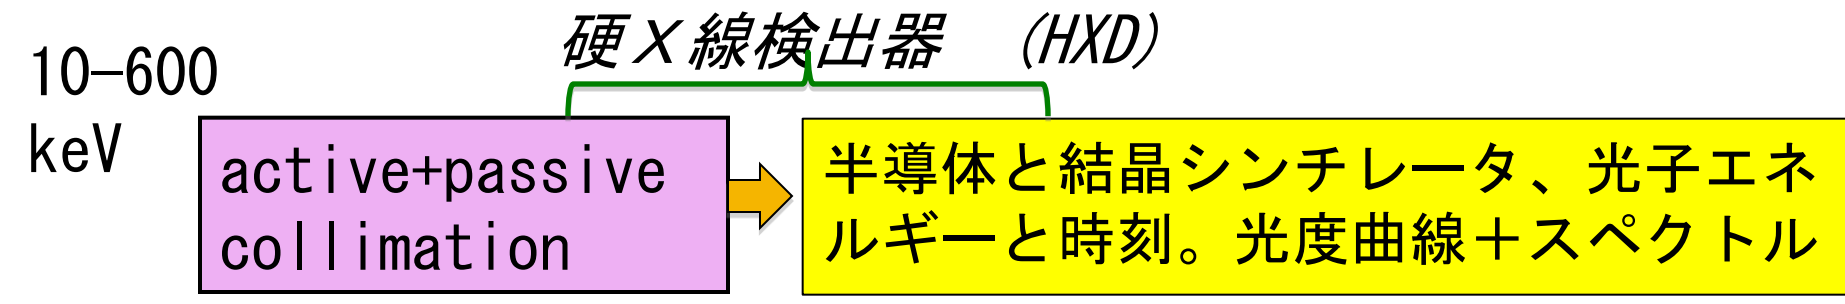 硬X線検出器　(HXD)
10-600
keV
active+passive
collimation
半導体と結晶シンチレータ、光子エネ
ルギーと時刻。光度曲線＋スペクトル